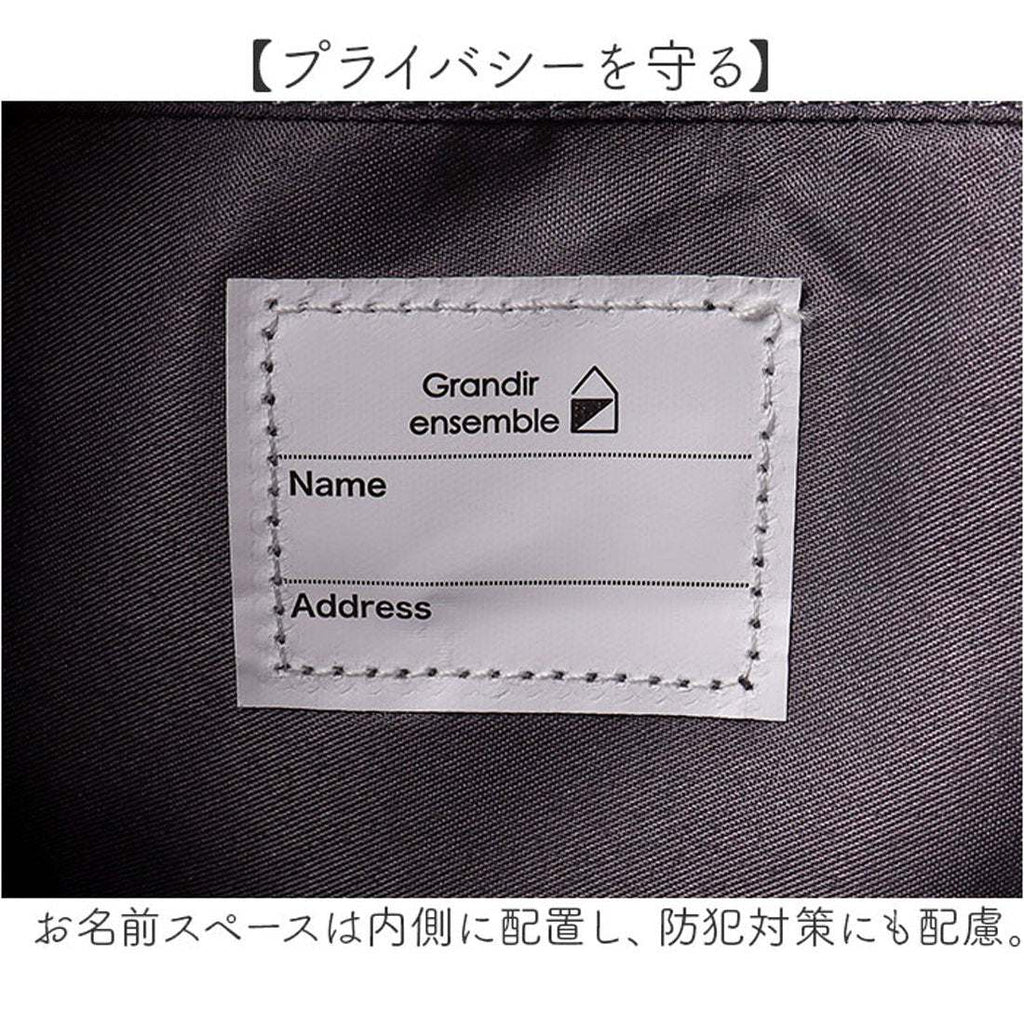 【プライバシーを守る】
Grandir
ensemble
Name
Address
お名前スペースは内側に配置し、防犯対策にも配慮。